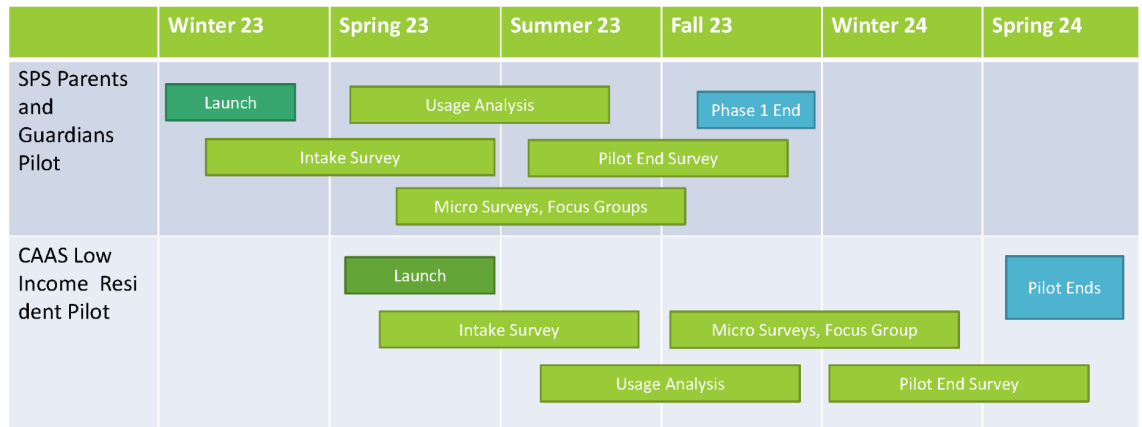 Winter 23
Spring 23
Summer 23
Fall 23
Winter 24
Spring 24
SPS Parents
and
Guardians
Pilot
Launch
Usage Analysis
Phase 1 End
Intake Survey
Pilot End Survey
Micro Surveys, Focus Groups
CAAS Low
Income  Resi
dent Pilot
Launch
Pilot Ends
Intake Survey
Micro Surveys, Focus Group
Usage Analysis
Pilot End Survey